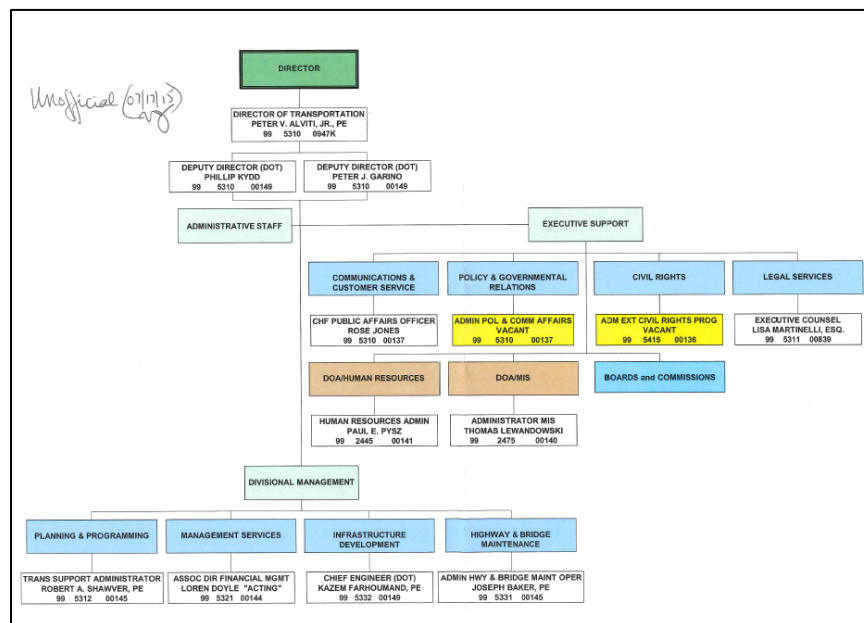 DIRECTOR
Unofficial (07/17/15)
DIRECTOR OF TRANSPORTATION
PETER V. ALVITI, JR., PE
99 5310 0947K
DEPUTY DIRECTOR (DOT)
PHILLIP KYDD
99 5310 00149
DEPUTY DIRECTOR (DOT)
PETER J. GARINO
99 5310 00149
ADMINISTRATIVE STAFF
EXECUTIVE SUPPORT
COMMUNICATIONS &
CUSTOMER SERVICE
POLICY & GOVERNMENTAL
RELATIONS
CIVIL RIGHTS
LEGAL SERVICES
CHF PUBLIC AFFAIRS OFFICER
ROSE JONES
99 5310 00137
ADMIN POL & COMM AFFAIRS
VACANT
99 5310 00137
ADM EXT CIVIL RIGHTS PROG
VACANT
99 5415 00136
EXECUTIVE COUNSEL
LISA MARTINELLI, ESQ.
99 5311 00839
DOA/HUMAN RESOURCES
DOA/MIS
BOARDS and COMMISSIONS
HUMAN RESOURCES ADMIN
PAUL E. PYSZ
99 2445 00141
ADMINISTRATOR MIS
THOMAS LEWANDOWSKI
99 2475 00140
DIVISIONAL MANAGEMENT
PLANNING & PROGRAMMING
MANAGEMENT SERVICES
INFRASTRUCTURE
DEVELOPMENT
HIGHWAY & BRIDGE
MAINTENANCE
TRANS SUPPORT ADMINISTRATOR
ROBERT A. SHAWVER, PE
99 5312 00145
ASSOC DIR FINANCIAL MGMT
LOREN DOYLE "ACTING"
99 5321 00144
CHIEF ENGINEER (DOT)
KAZEM FARHOUMAND, PE
99 5332 00149
ADMIN HWY & BRIDGE MAINT OPER
JOSEPH BAKER, PE
99 5331 00145